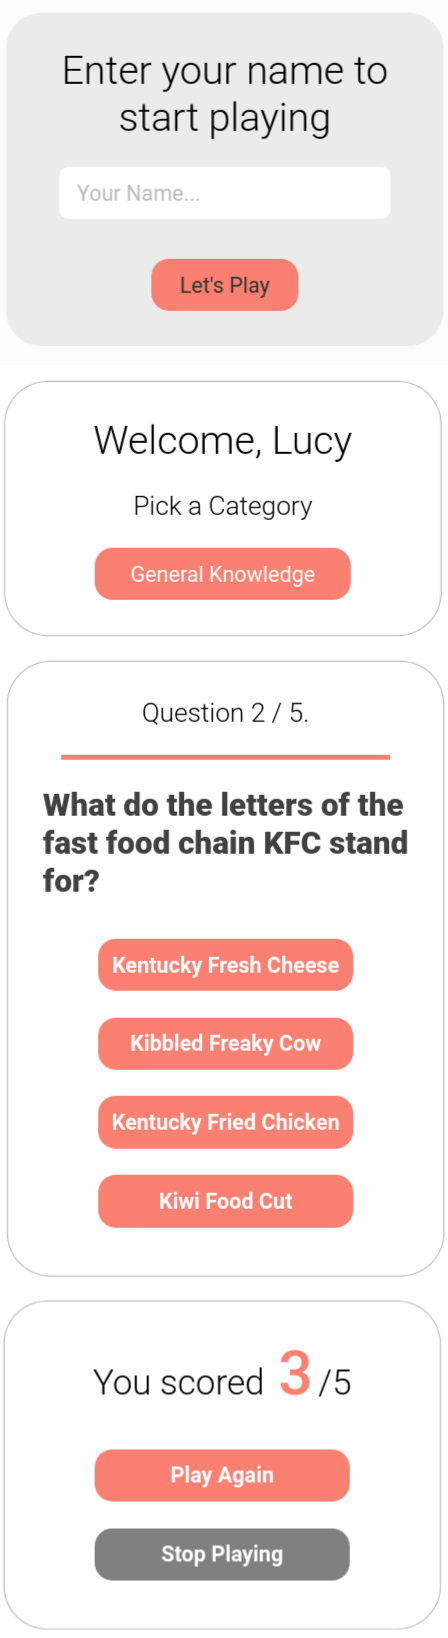 Enter your name to
start playing
Your Name...
Let's Play
Welcome, Lucy
Pick a Category
General Knowledge
Question 2 / 5.
What do the letters of the
fast food chain KFC stand
for?
Kentucky Fresh Cheese
Kibbled Freaky Cow
Kentucky Fried Chicken
Kiwi Food Cut
You scored 3 /5
Play Again
Stop Playing